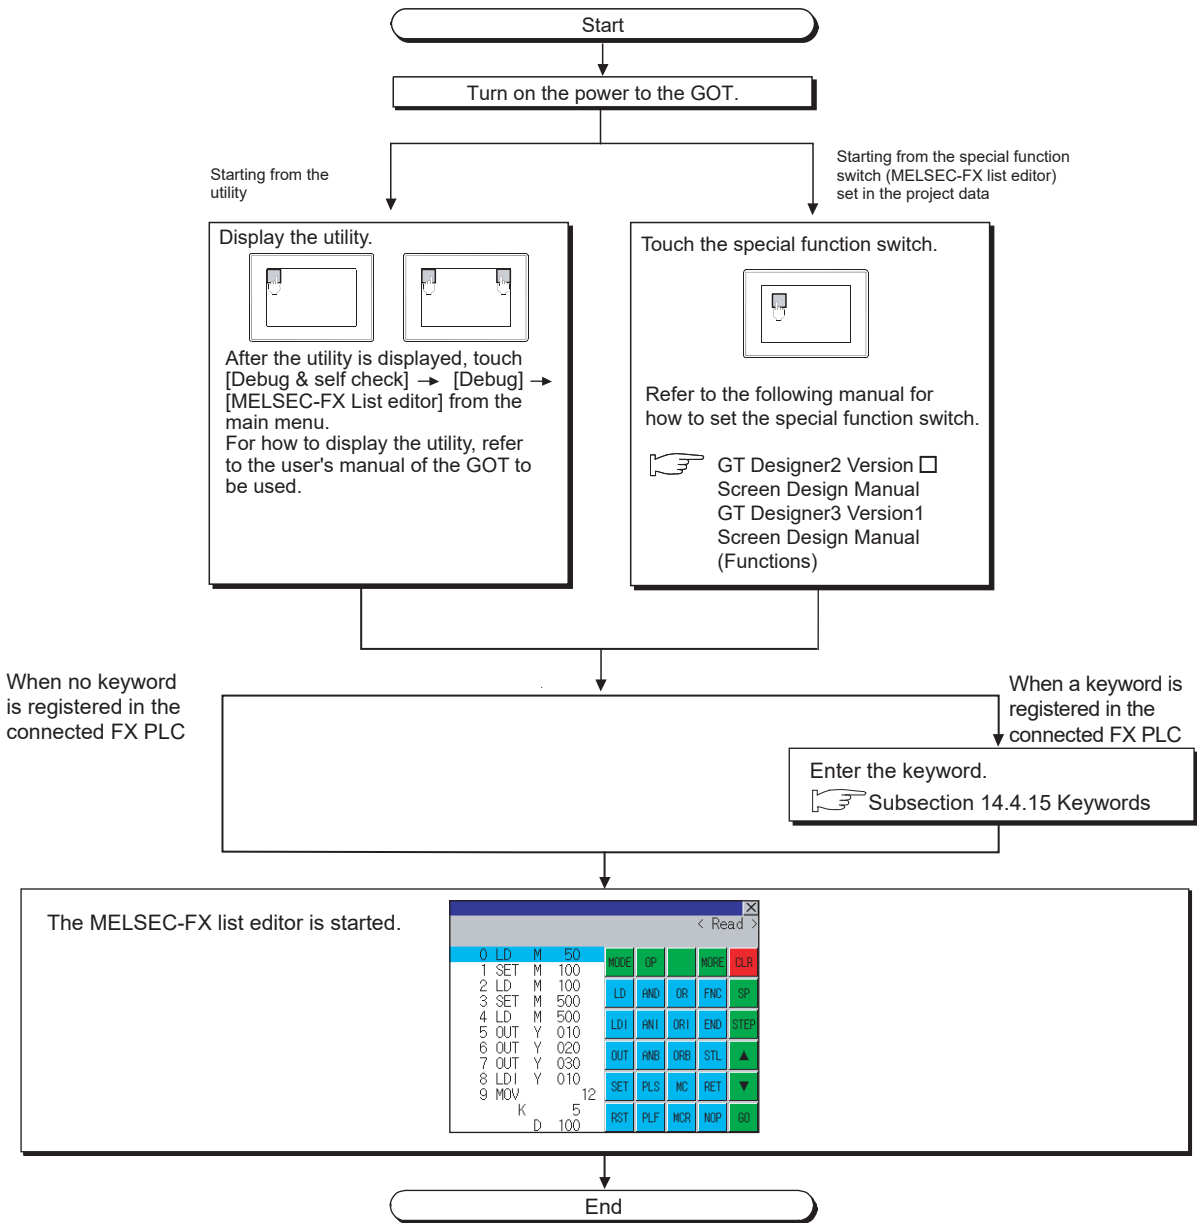 Start
Turn on the power to the GOT.
Starting from the
utility
Starting from the special function
switch (MELSEC-FX list editor)
set in the project data
Display the utility.
After the utility is displayed, touch
[Debug & self check] → [Debug] →
[MELSEC-FX List editor] from the
main menu.
For how to display the utility, refer
to the user's manual of the GOT to
be used.
Touch the special function switch.
Refer to the following manual for
how to set the special function switch.
GT Designer2 Version □
Screen Design Manual
GT Designer3 Version1
Screen Design Manual
(Functions)
When no keyword
is registered in the
connected FX PLC
When a keyword is
registered in the
connected FX PLC
Enter the keyword.
Subsection 14.4.15 Keywords
The MELSEC-FX list editor is started.
< Read >
0 LD M 50
1 SET M 100
2 LD M 100
3 SET M 500
4 LD M 500
5 OUT Y 010
6 OUT Y 020
7 OUT Y 030
8 LDI Y 010
9 MOV 12
K 5
D 100
MODE OP MORE CLR
LD AND OR FNC SP
LDI ANI ORI END STEP
OUT ANB ORB STL ▲
SET PLS MC RET ▼
RST PLF MCR NOP GO
End